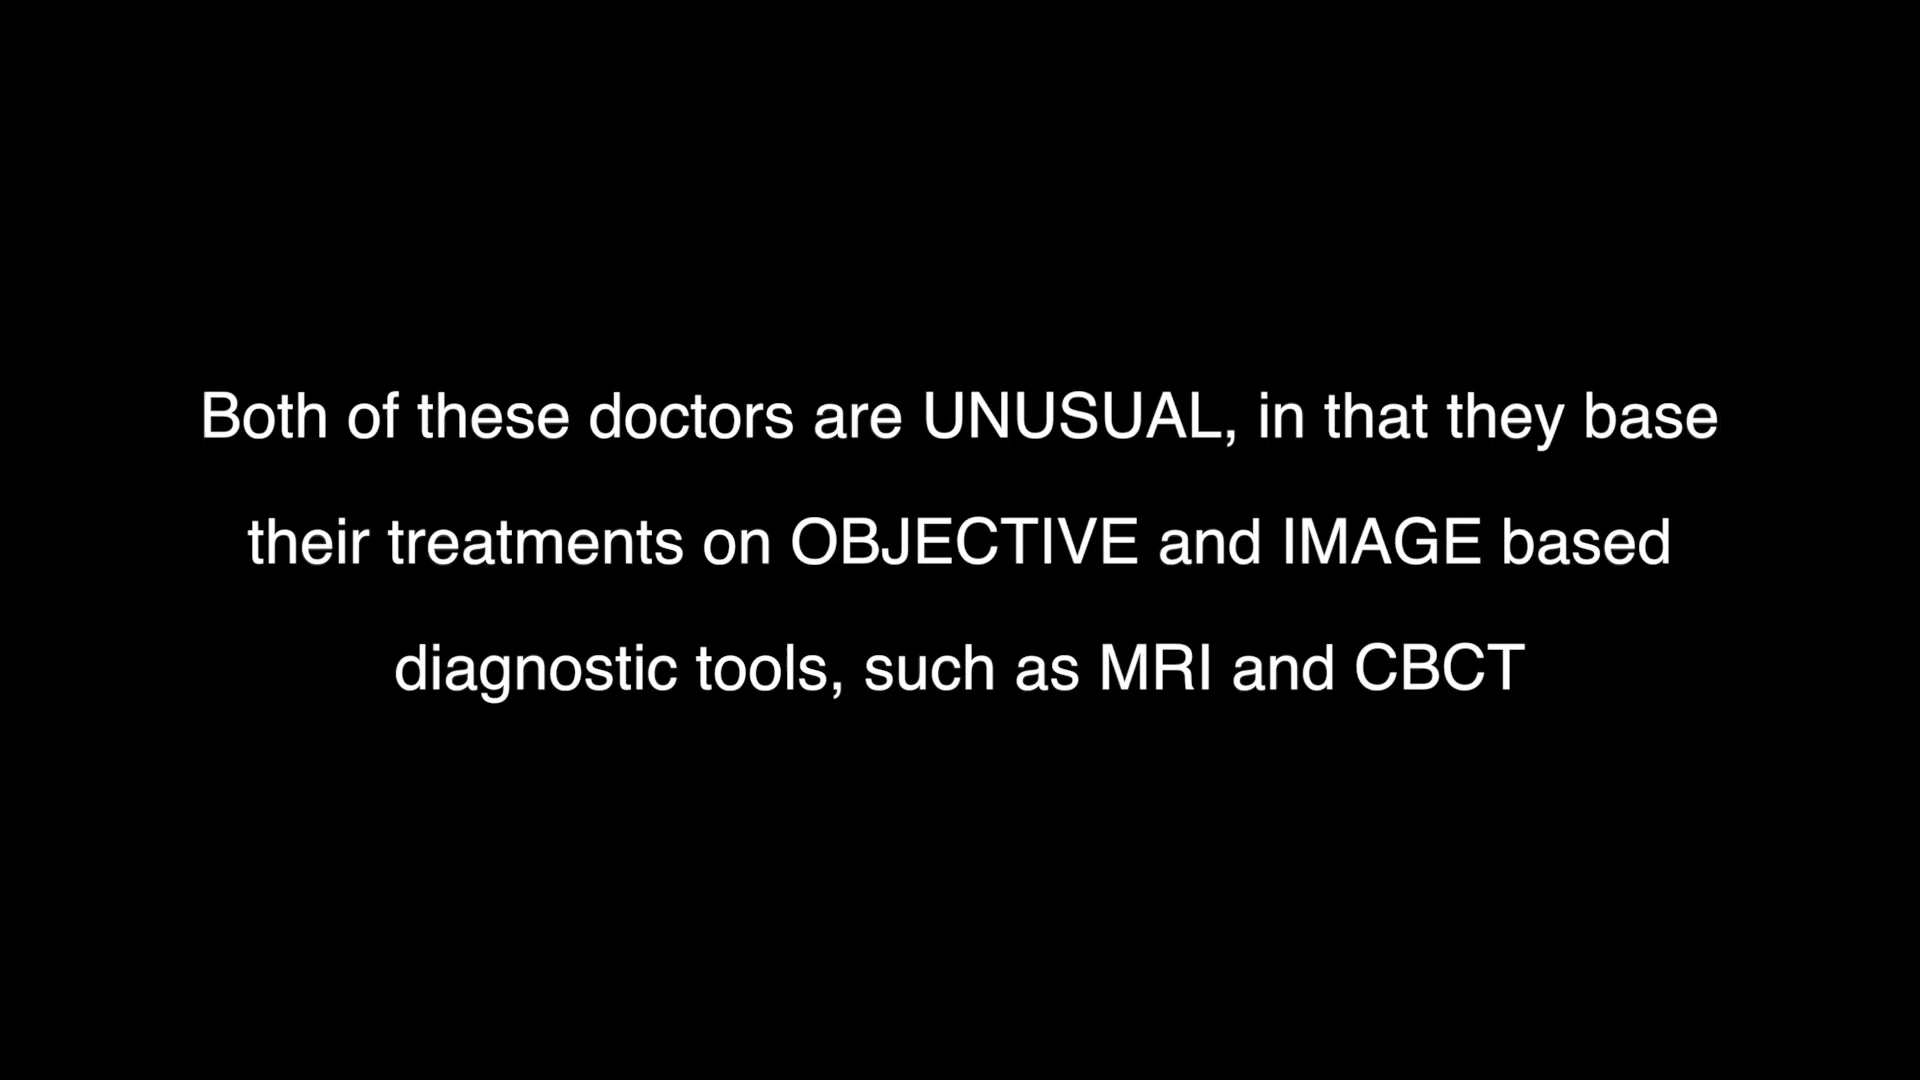 Both of these doctors are UNUSUAL, in that they base
their treatments on OBJECTIVE and IMAGE based
diagnostic tools, such as MRI and CBCT